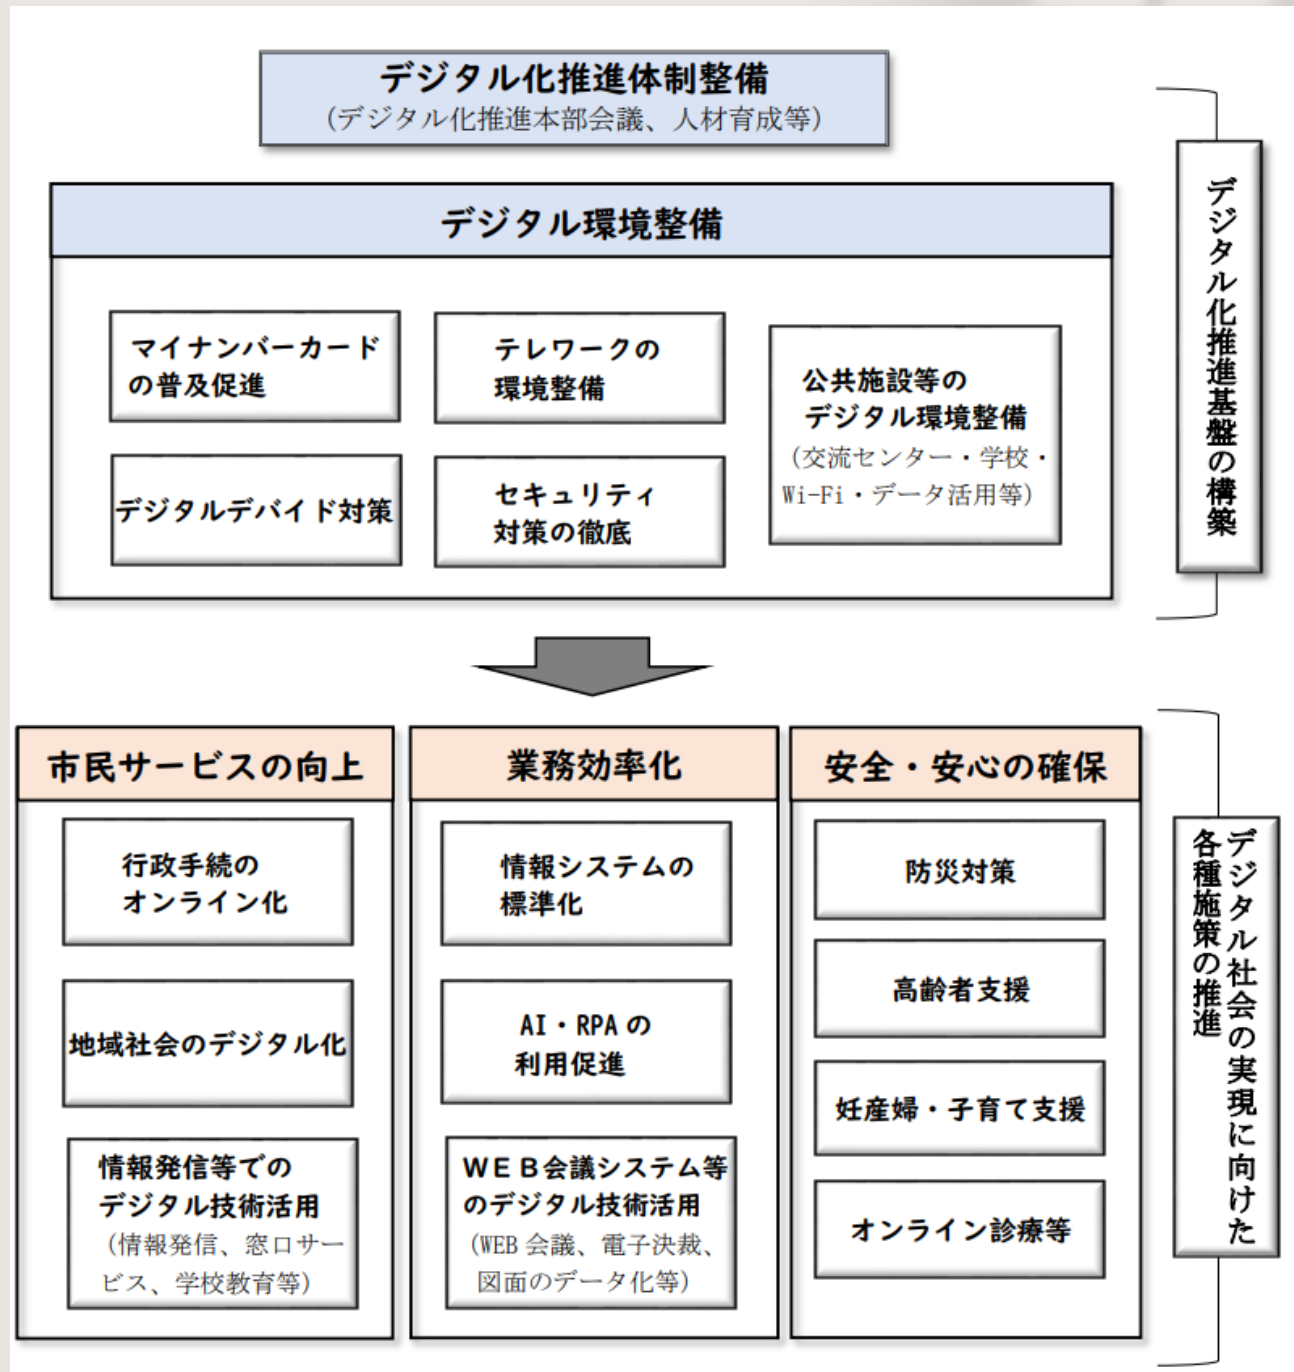 デジタル化推進体制整備
（デジタル化推進本部会議、人材育成等）
デジタル環境整備
マイナンバーカード
の普及促進
テレワークの
環境整備
公共施設等の
デジタル環境整備
（交流センター・学校・
Wi-Fi・データ活用等）
デジタルデバイド対策
セキュリティ
対策の徹底
デジタル化推進基盤の構築
市民サービスの向上
行政手続の
オンライン化
地域社会のデジタル化
情報発信等での
デジタル技術活用
（情報発信、窓口サー
ビス、学校教育等）
業務効率化
情報システムの
標準化
AI・RPAの
利用促進
ＷＥＢ会議システム等
のデジタル技術活用
（WEB会議、電子決裁、
図面のデータ化等）
安全・安心の確保
防災対策
高齢者支援
妊産婦・子育て支援
オンライン診療等
デジタル社会の実現に向けた
各種施策の推進